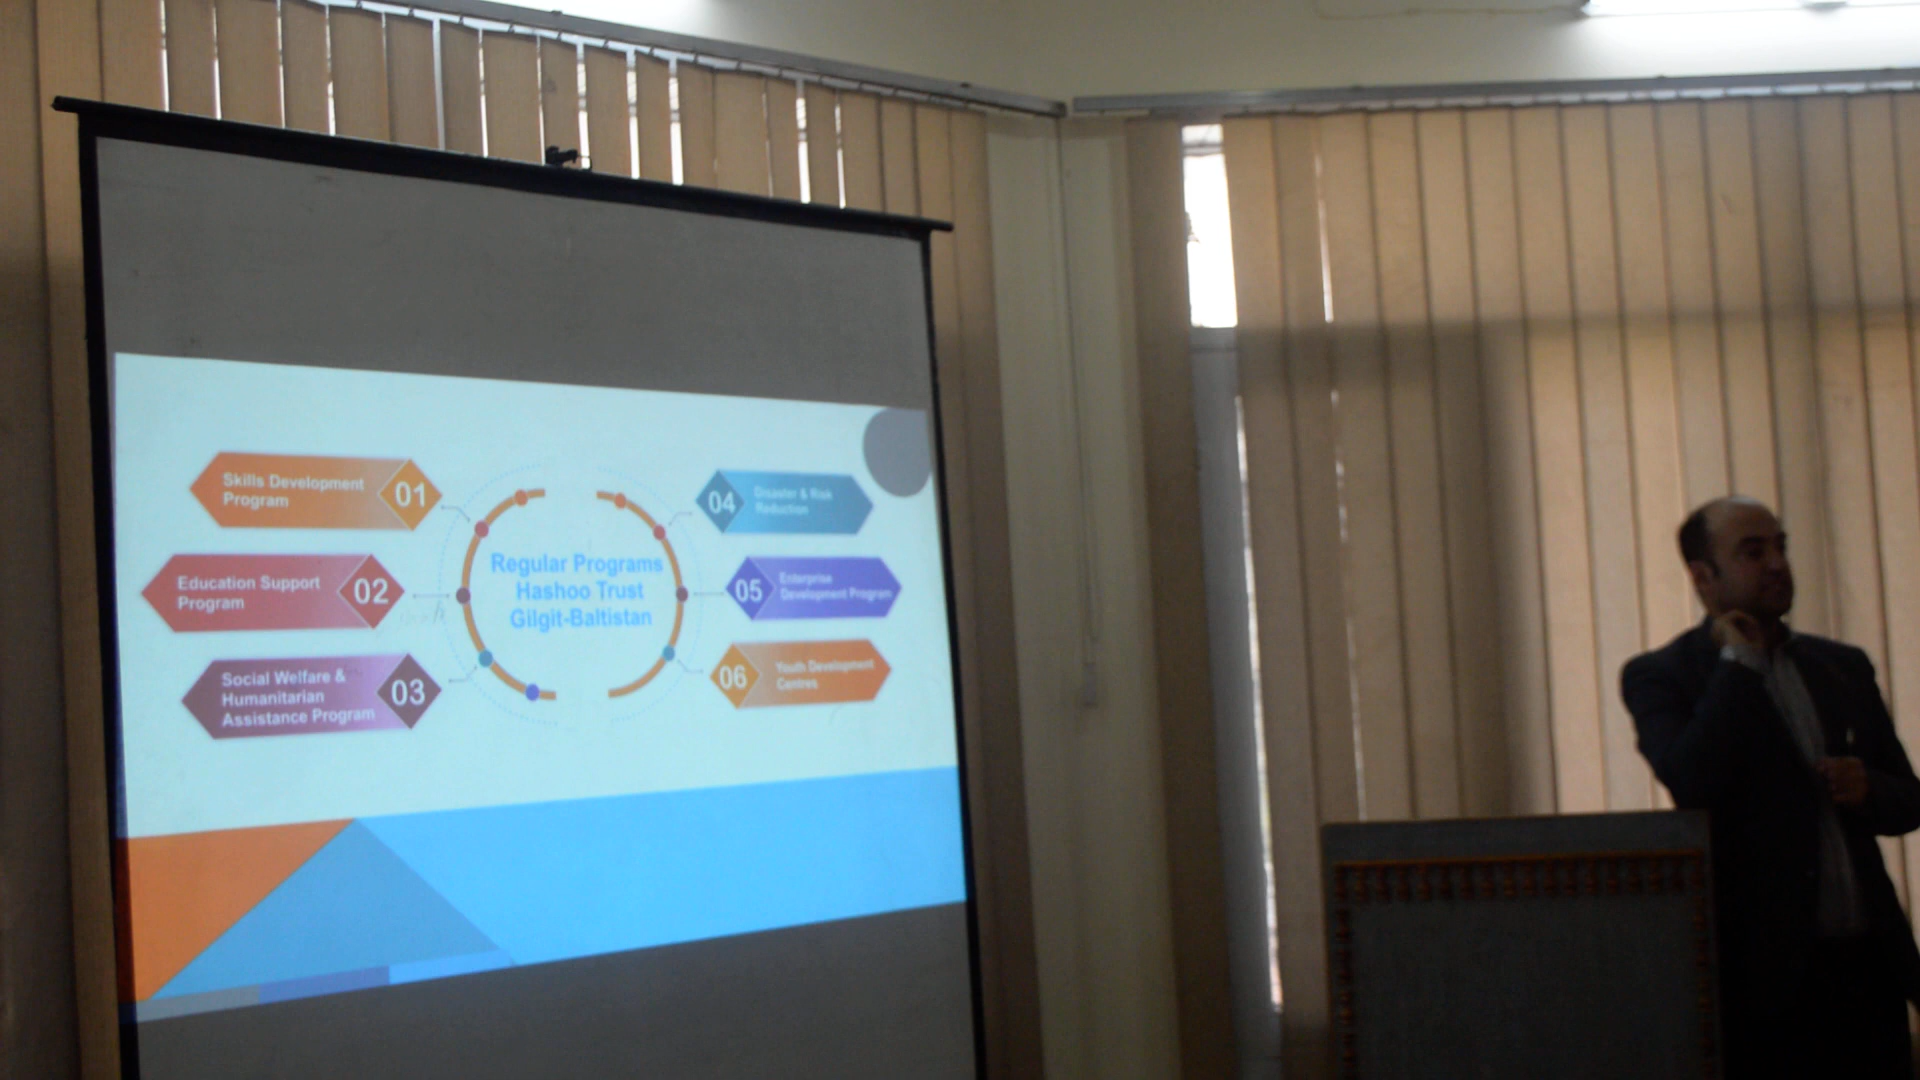 Regular Programs
Hashoo Trust
Gilgit-Baltistan
Skills Development
Program
01
Education Support
Program
02
Social Welfare &
Humanitarian
Assistance Program
03
04
Disaster & Risk
Reduction
05
Enterprise
Development Program
06
Youth Development
Centres